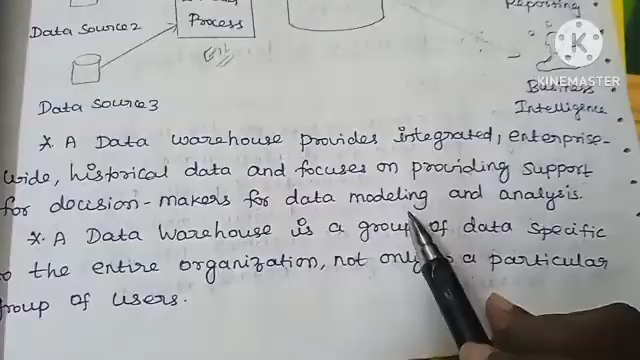 Reporting
Data Source2
Process
KINEMASTER
Business
Data Source3
Intelligence
*. A Data warehouse provides integrated, enterprise-
wide, historical data and focuses on providing support
for decision-makers for data modeling and analysis.
*. A Data Warehouse is a group of data specific
the entire organization, not only a particular
group of users.